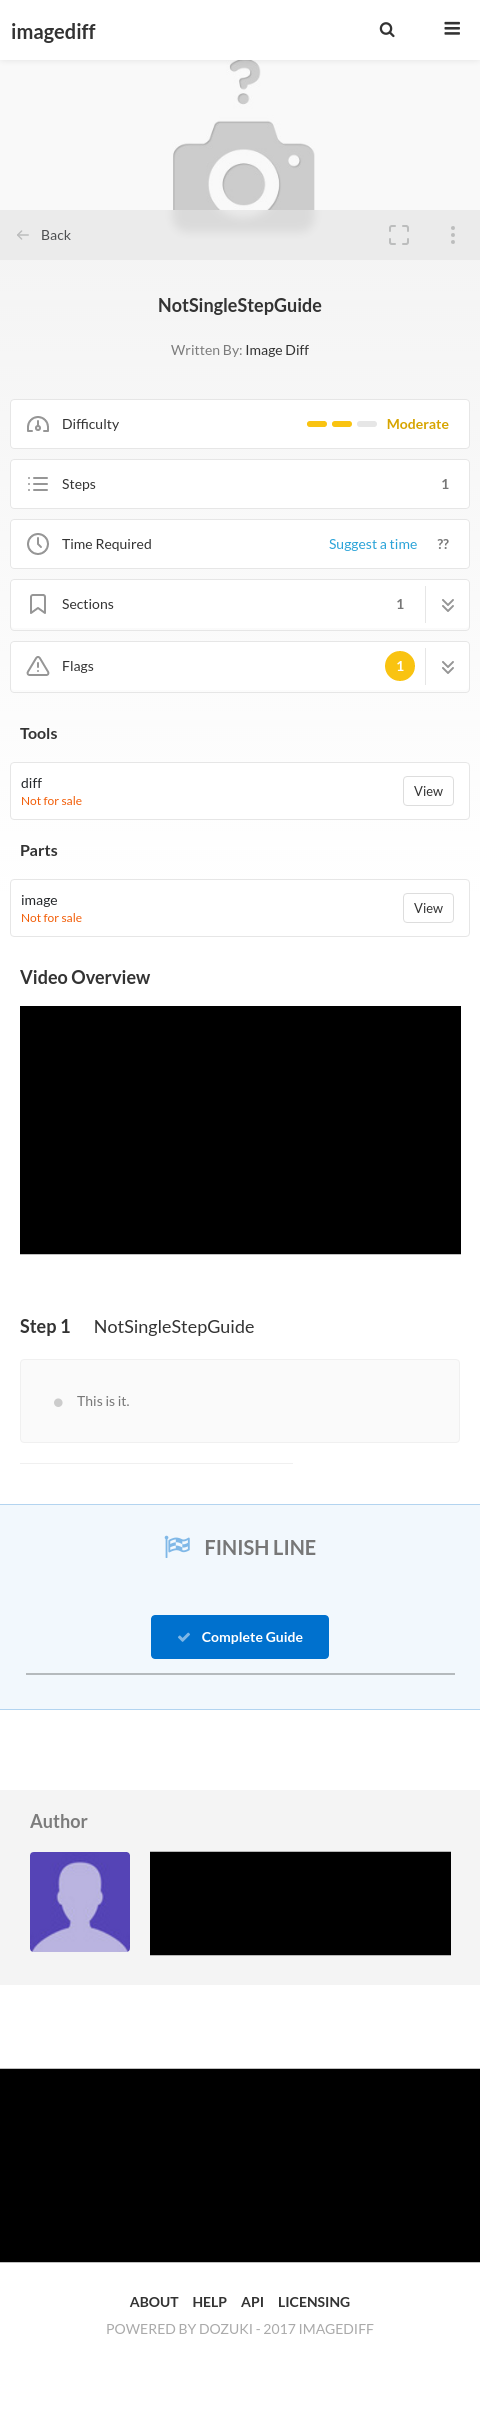 imagediff
?
Back
NotSingleStepGuide
Written By: Image Diff
Difficulty Moderate
Steps 1
Time Required Suggest a time ??
Sections 1
Flags 1
Tools
diff
Not for sale
View
Parts
image
Not for sale
View
Video Overview
Step 1 NotSingleStepGuide
This is it.
FINISH LINE
Complete Guide
Author
ABOUT HELP API LICENSING
POWERED BY DOZUKI - 2017 IMAGEDIFF